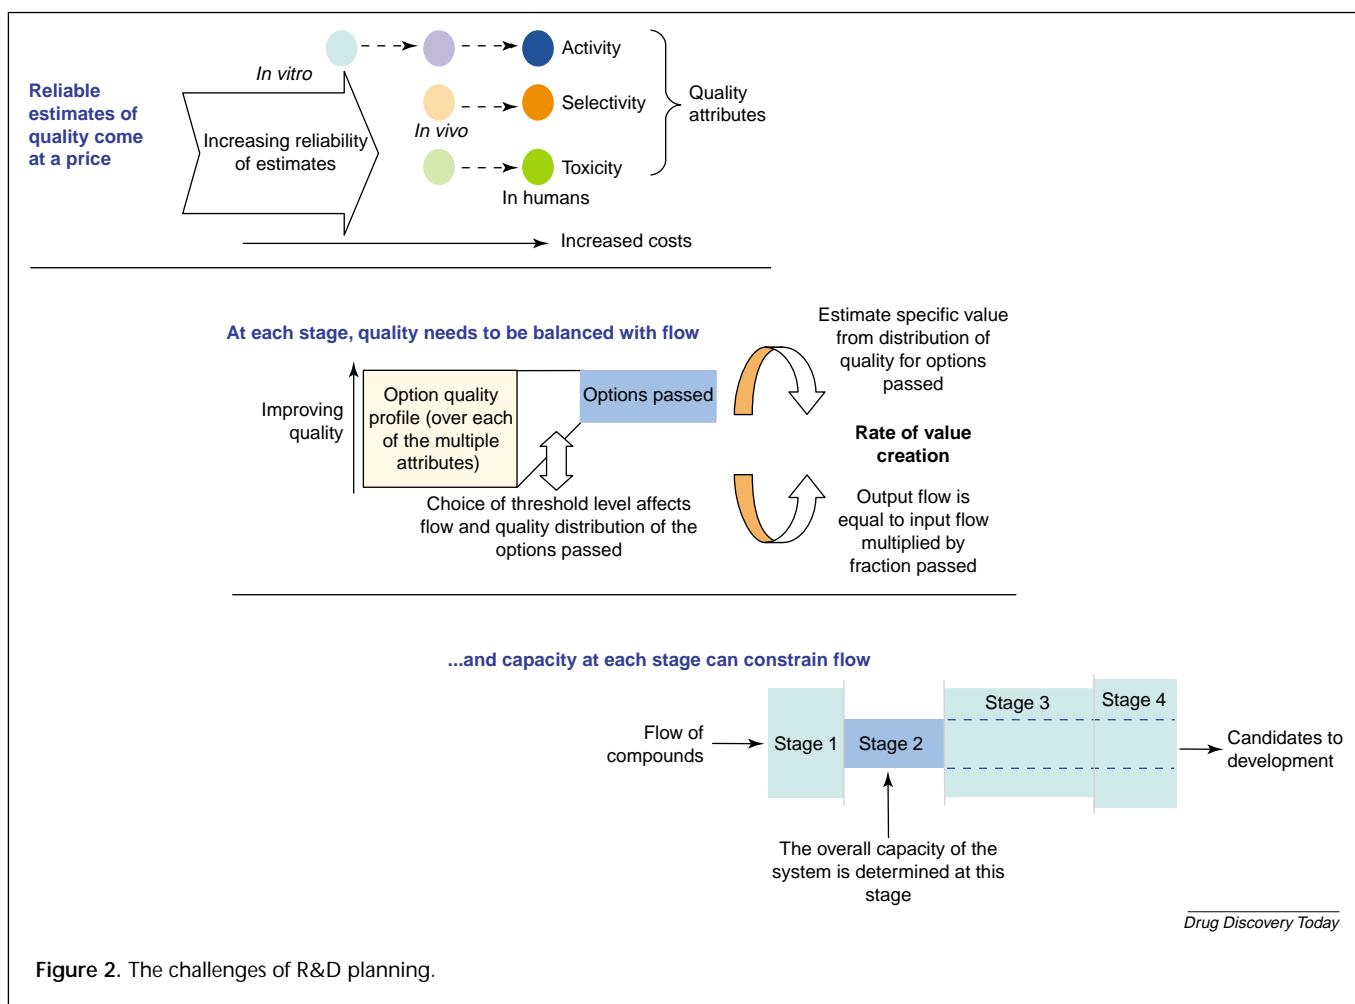 Reliable
estimates of
quality come
at a price
In vitro
Increasing reliability
of estimates
In vivo
Activity
Selectivity
Toxicity
In humans
Quality
attributes
Increased costs
At each stage, quality needs to be balanced with flow
Improving
quality
Option quality
profile (over each
of the multiple
attributes)
Options passed
Choice of threshold level affects
flow and quality distribution of the
options passed
Estimate specific value
from distribution of
quality for options
passed
Rate of value
creation
Output flow is
equal to input flow
multiplied by
fraction passed
...and capacity at each stage can constrain flow
Flow of
compounds
Stage 1
Stage 2
Stage 3
Stage 4
Candidates to
development
The overall capacity of the
system is determined at this
stage
Drug Discovery Today
Figure 2. The challenges of R&D planning.